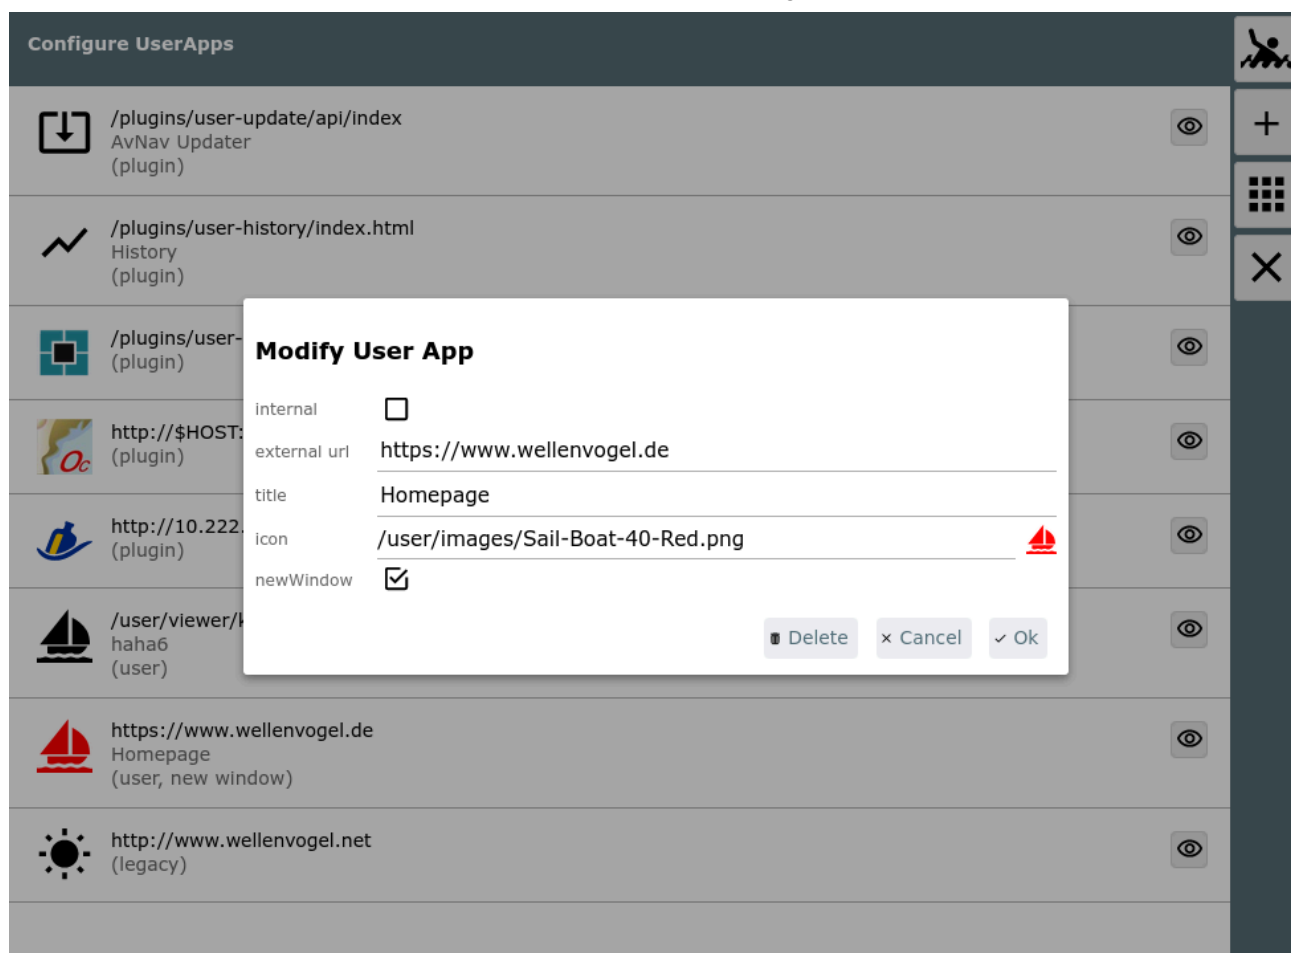 Configure UserApps
/plugins/user-update/api/index
AvNav Updater
(plugin)
/plugins/user-history/index.html
History
(plugin)
/plugins/user-
(plugin)
http://$HOST:
(plugin)
Oc
http://10.222.
(plugin)
/user/viewer/
haha6
(user)
https://www.wellenvogel.de
Homepage
(user, new window)
http://www.wellenvogel.net
(legacy)
Modify User App
internal
external url https://www.wellenvogel.de
title Homepage
icon /user/images/Sail-Boat-40-Red.png
newWindow
Delete Cancel Ok